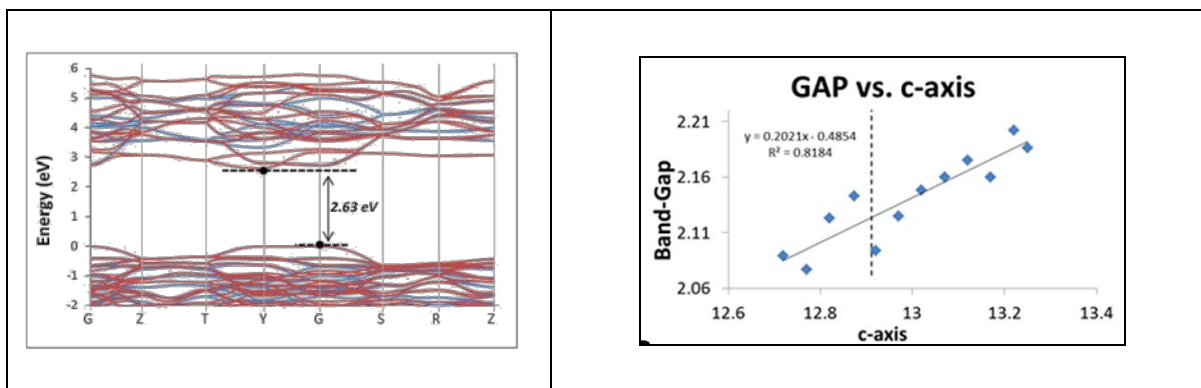 6
5
4
3
2
1
0
-1
-2
Energy (eV)
2.63 eV
G Z T Y G S R Z
GAP vs. c-axis
2.21
2.16
2.11
2.06
Band-Gap
y = 0.2021x - 0.4854
R² = 0.8184
12.6 12.8 13 13.2 13.4
c-axis